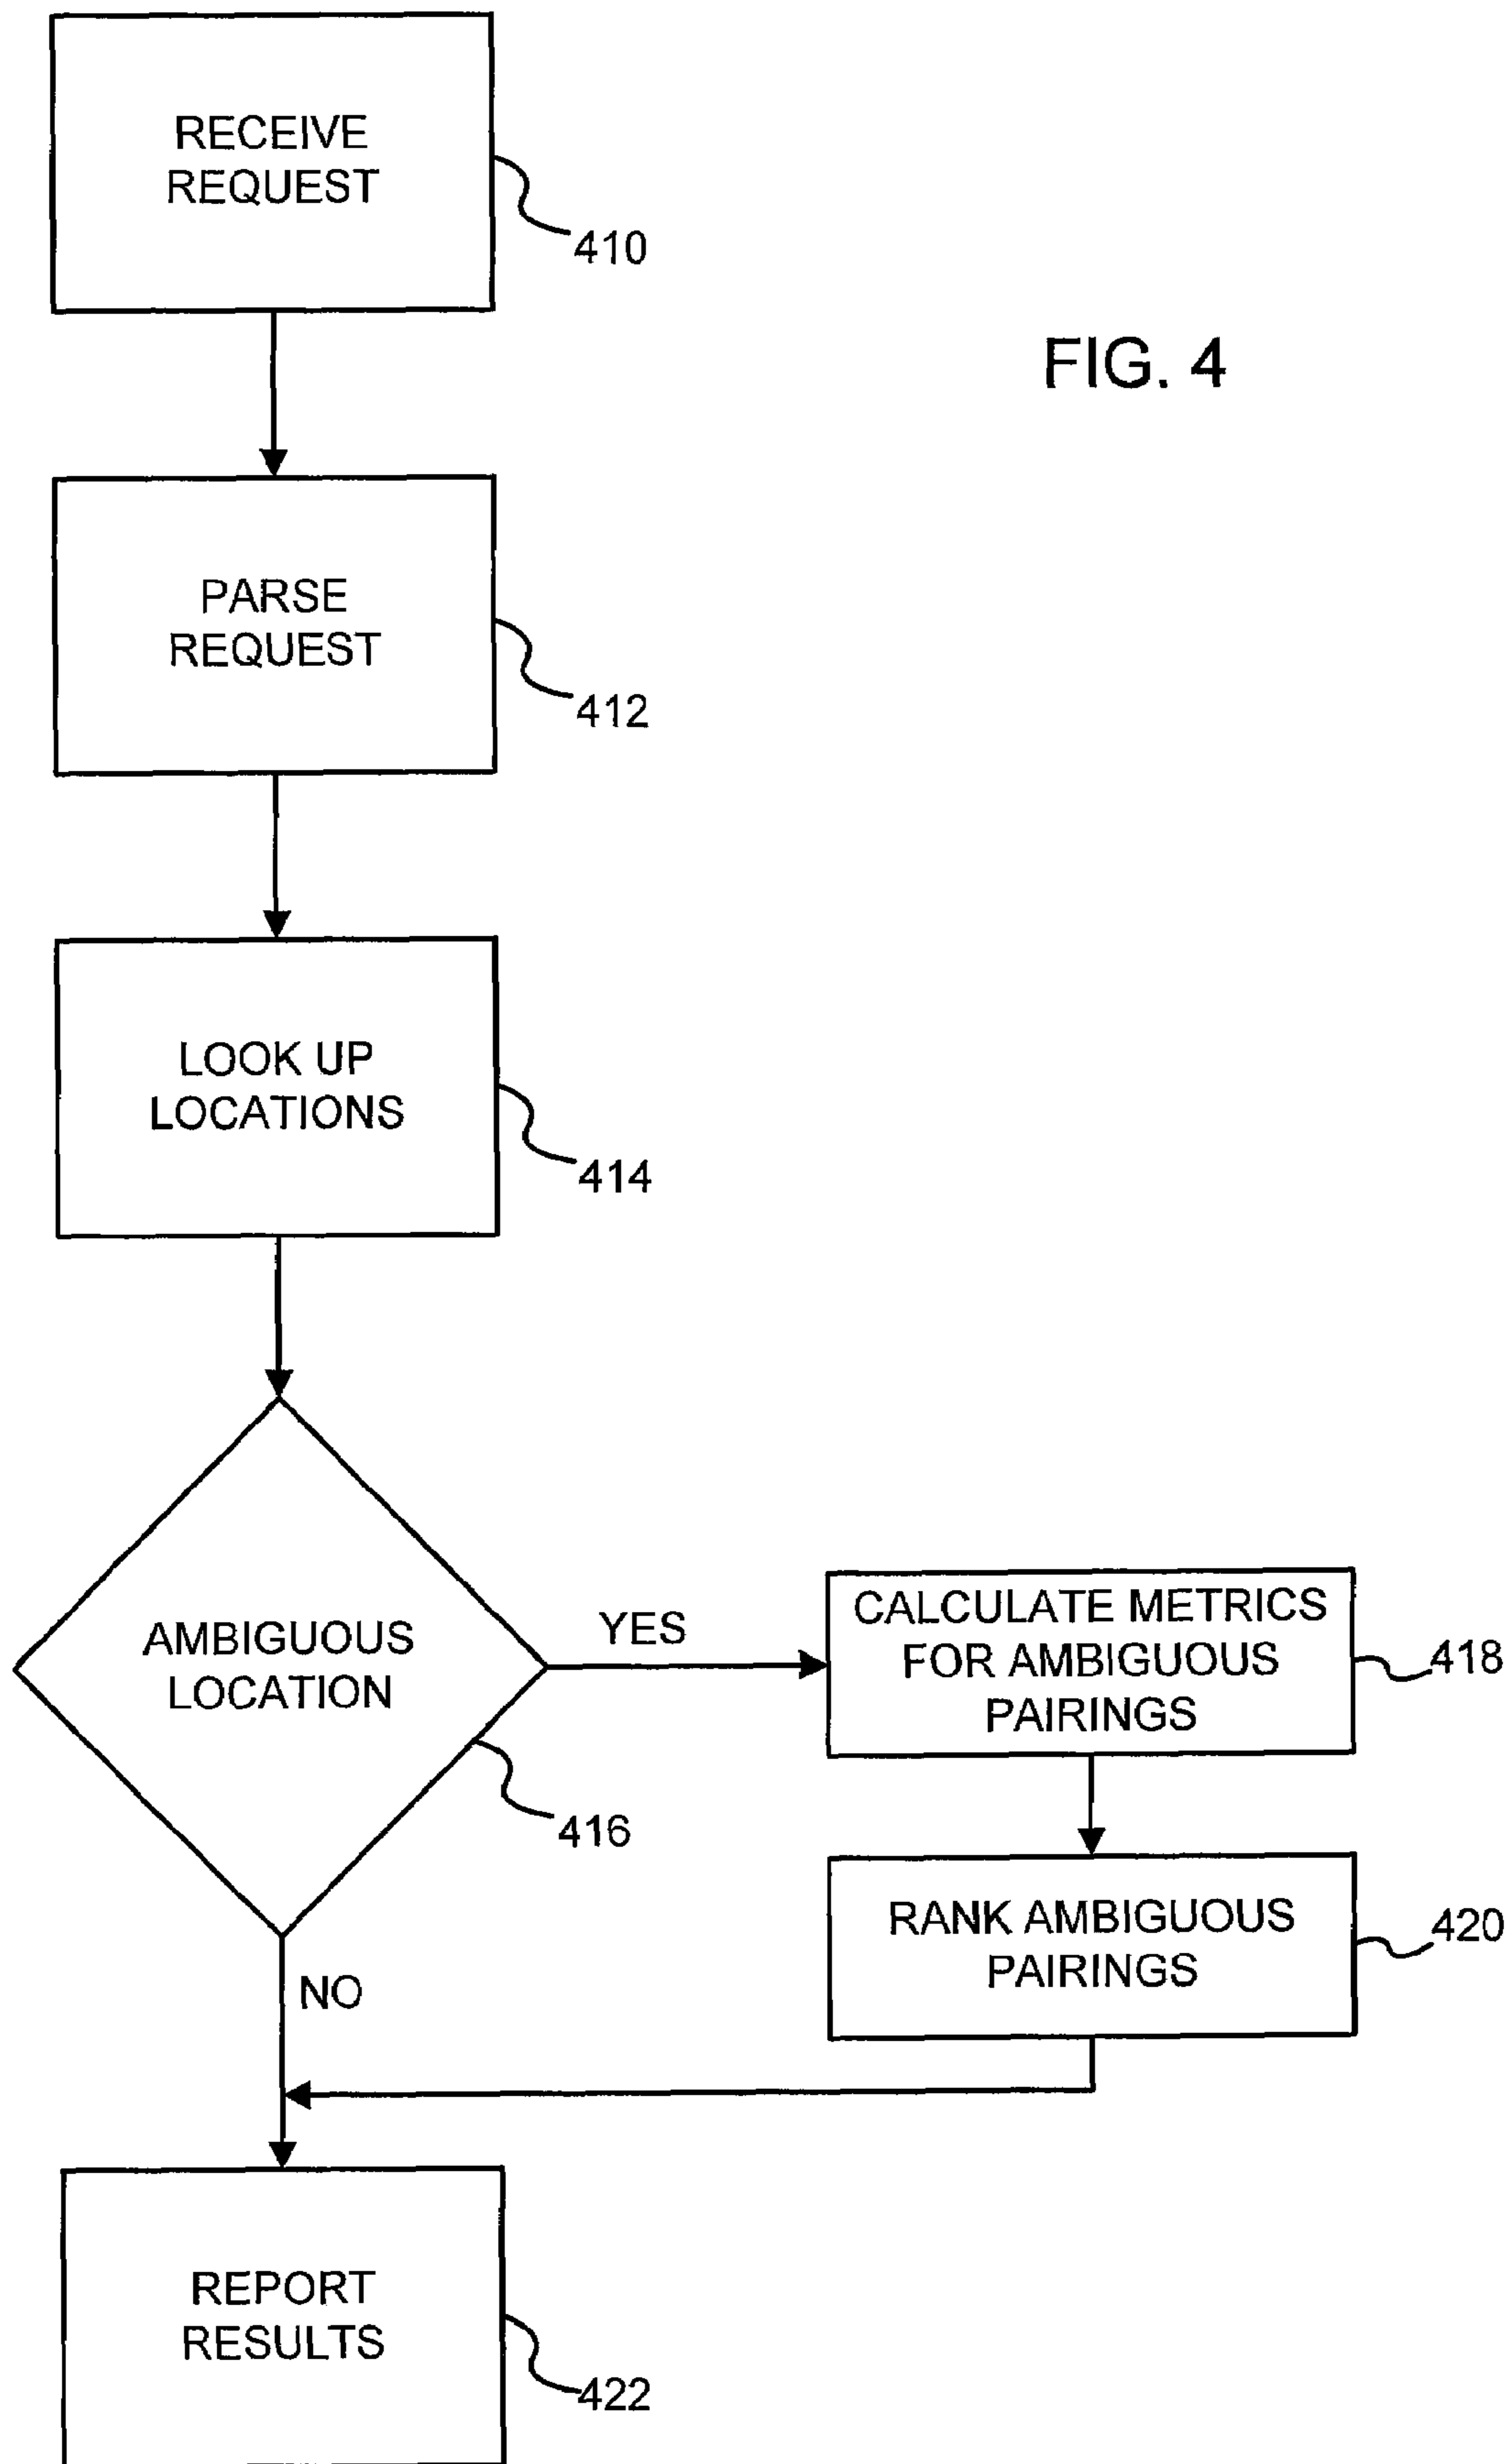 RECEIVE
REQUEST
410
FIG. 4
PARSE
REQUEST
412
LOOK UP
LOCATIONS
414
AMBIGUOUS
LOCATION
416
YES
CALCULATE METRICS
FOR AMBIGUOUS
PAIRINGS
418
RANK AMBIGUOUS
PAIRINGS
420
NO
REPORT
RESULTS
422